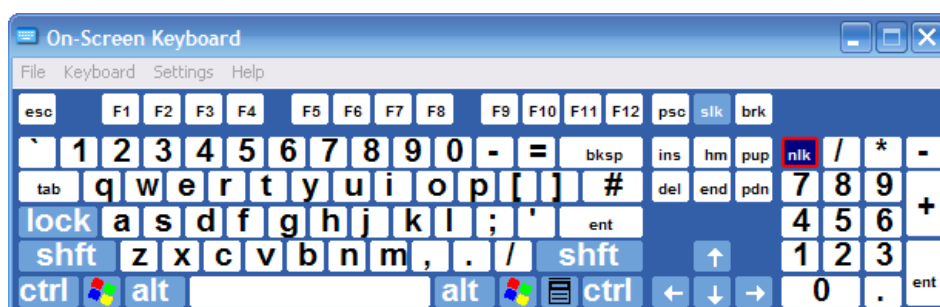 On-Screen Keyboard
File Keyboard Settings Help
esc F1 F2 F3 F4 F5 F6 F7 F8 F9 F10 F11 F12 psc slk brk
` 1 2 3 4 5 6 7 8 9 0 - = bksp ins hm pup nlk / * -
tab q w e r t y u i o p [ ] # del end pdn 7 8 9 +
lock a s d f g h j k l ; ' ent 4 5 6
shft z x c v b n m , . / shft ↑ 1 2 3 ent
ctrl alt alt ctrl ← ↓ → 0 .